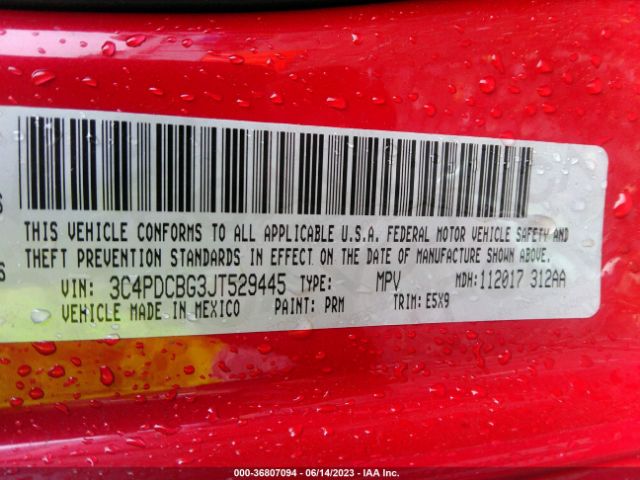 THIS VEHICLE CONFORMS TO ALL APPLICABLE U.S.A. FEDERAL MOTOR VEHICLE SAFETY AND
THEFT PREVENTION STANDARDS IN EFFECT ON THE DATE OF MANUFACTURE SHOWN ABOVE.
VIN: 3C4PDCBG3JT529445 TYPE: MPV MDH: 112017 312AA
VEHICLE MADE IN MEXICO PAINT: PRM TRIM: E5X9
000-36807094 - 06/14/2023 - IAA Inc.